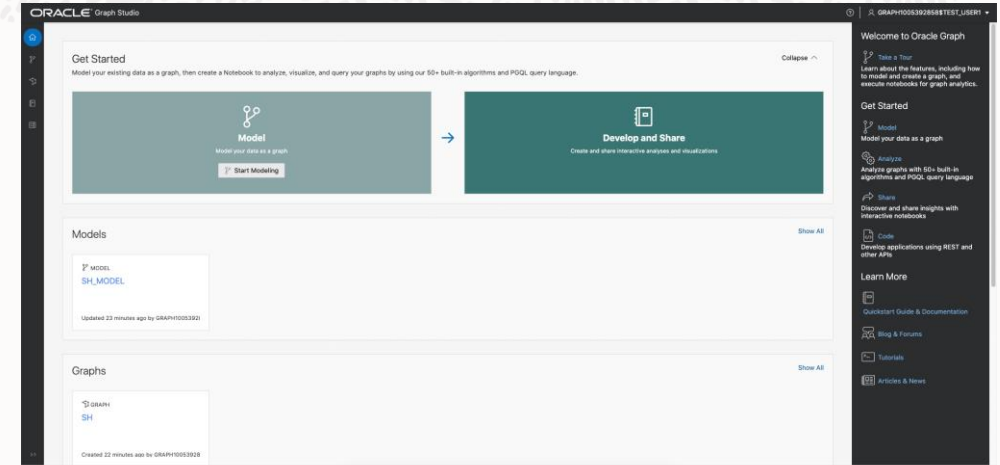 ORACLE Graph Studio
GRAPH1005392858$TEST_USER1
Get Started
Collapse
Model your existing data as a graph, then create a Notebook to analyze, visualize, and query your graphs by using our 50+ built-in algorithms and PGQL query language.
Model
Model your data as a graph
Start Modeling
Develop and Share
Create and share interactive analyses and visualizations
Models
Show All
MODEL
SH_MODEL
Updated 23 minutes ago by GRAPH1005392(
Graphs
Show All
GRAPH
SH
Created 22 minutes ago by GRAPH10053928
Welcome to Oracle Graph
Take a Tour
Learn about the features, including how
to model and create a graph, and
execute notebooks for graph analytics.
Get Started
Model
Model your data as a graph
Analyze
Analyze graphs with 50+ built-in
algorithms and PGQL query language
Share
Discover and share insights with
interactive notebooks
Code
Develop applications using REST and
other APIs
Learn More
Quickstart Guide & Documentation
Blog & Forums
Tutorials
Articles & News